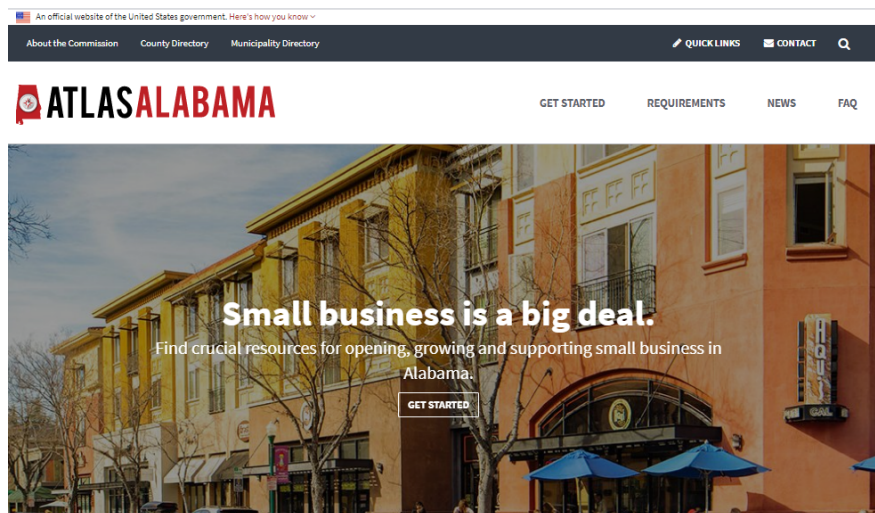 An official website of the United States government. Here's how you know
About the Commission County Directory Municipality Directory QUICK LINKS CONTACT
ATLASALABAMA
GET STARTED REQUIREMENTS NEWS FAQ
Small business is a big deal.
Find crucial resources for opening, growing and supporting small business in
Alabama.
GET STARTED
CAL